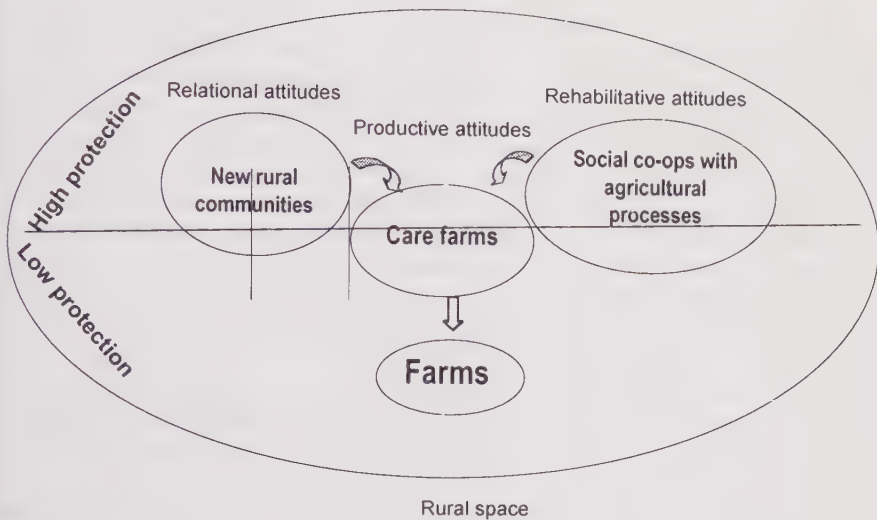 High protection
Low protection
Relational attitudes
Productive attitudes
Rehabilitative attitudes
New rural
communities
Care farms
Social co-ops with
agricultural
processes
Farms
Rural space